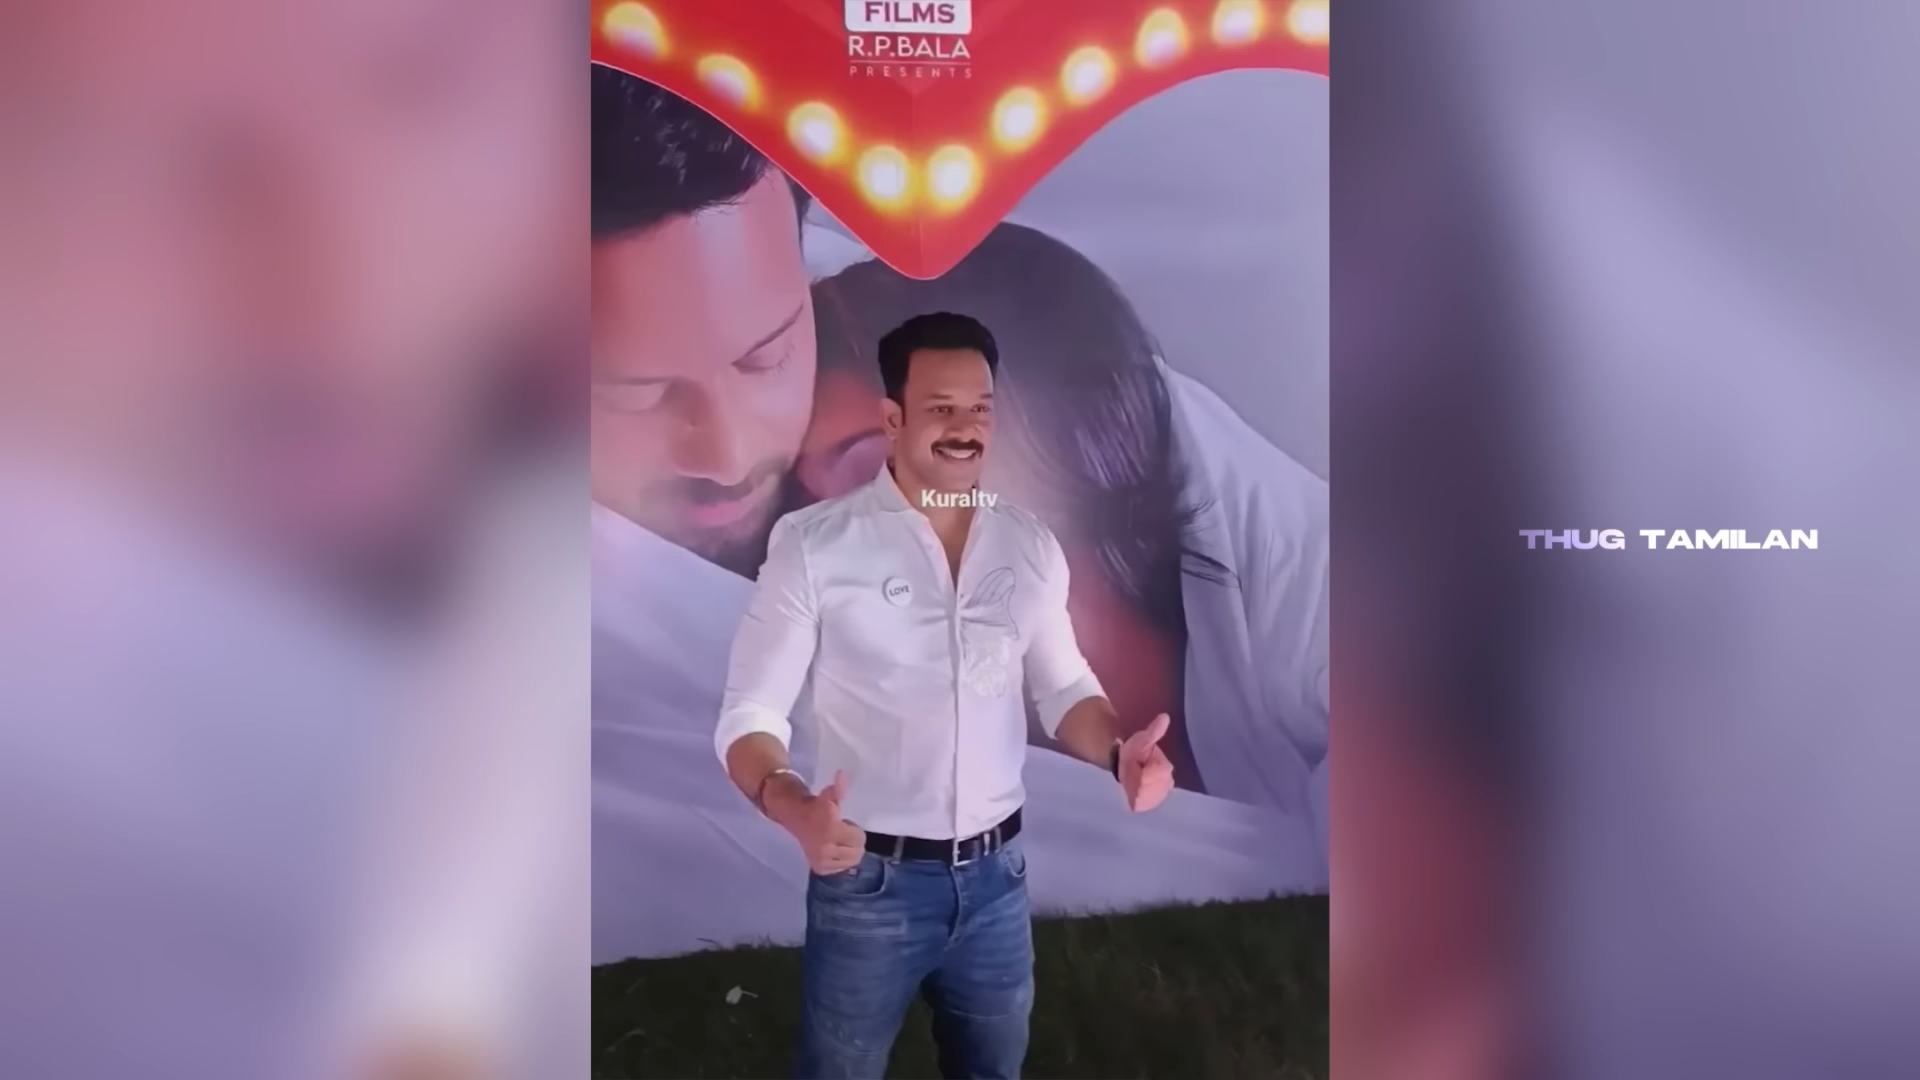 FILMS
R.P.BALA
PRESENTS
Kuraltv
LOVE
THUG TAMILAN